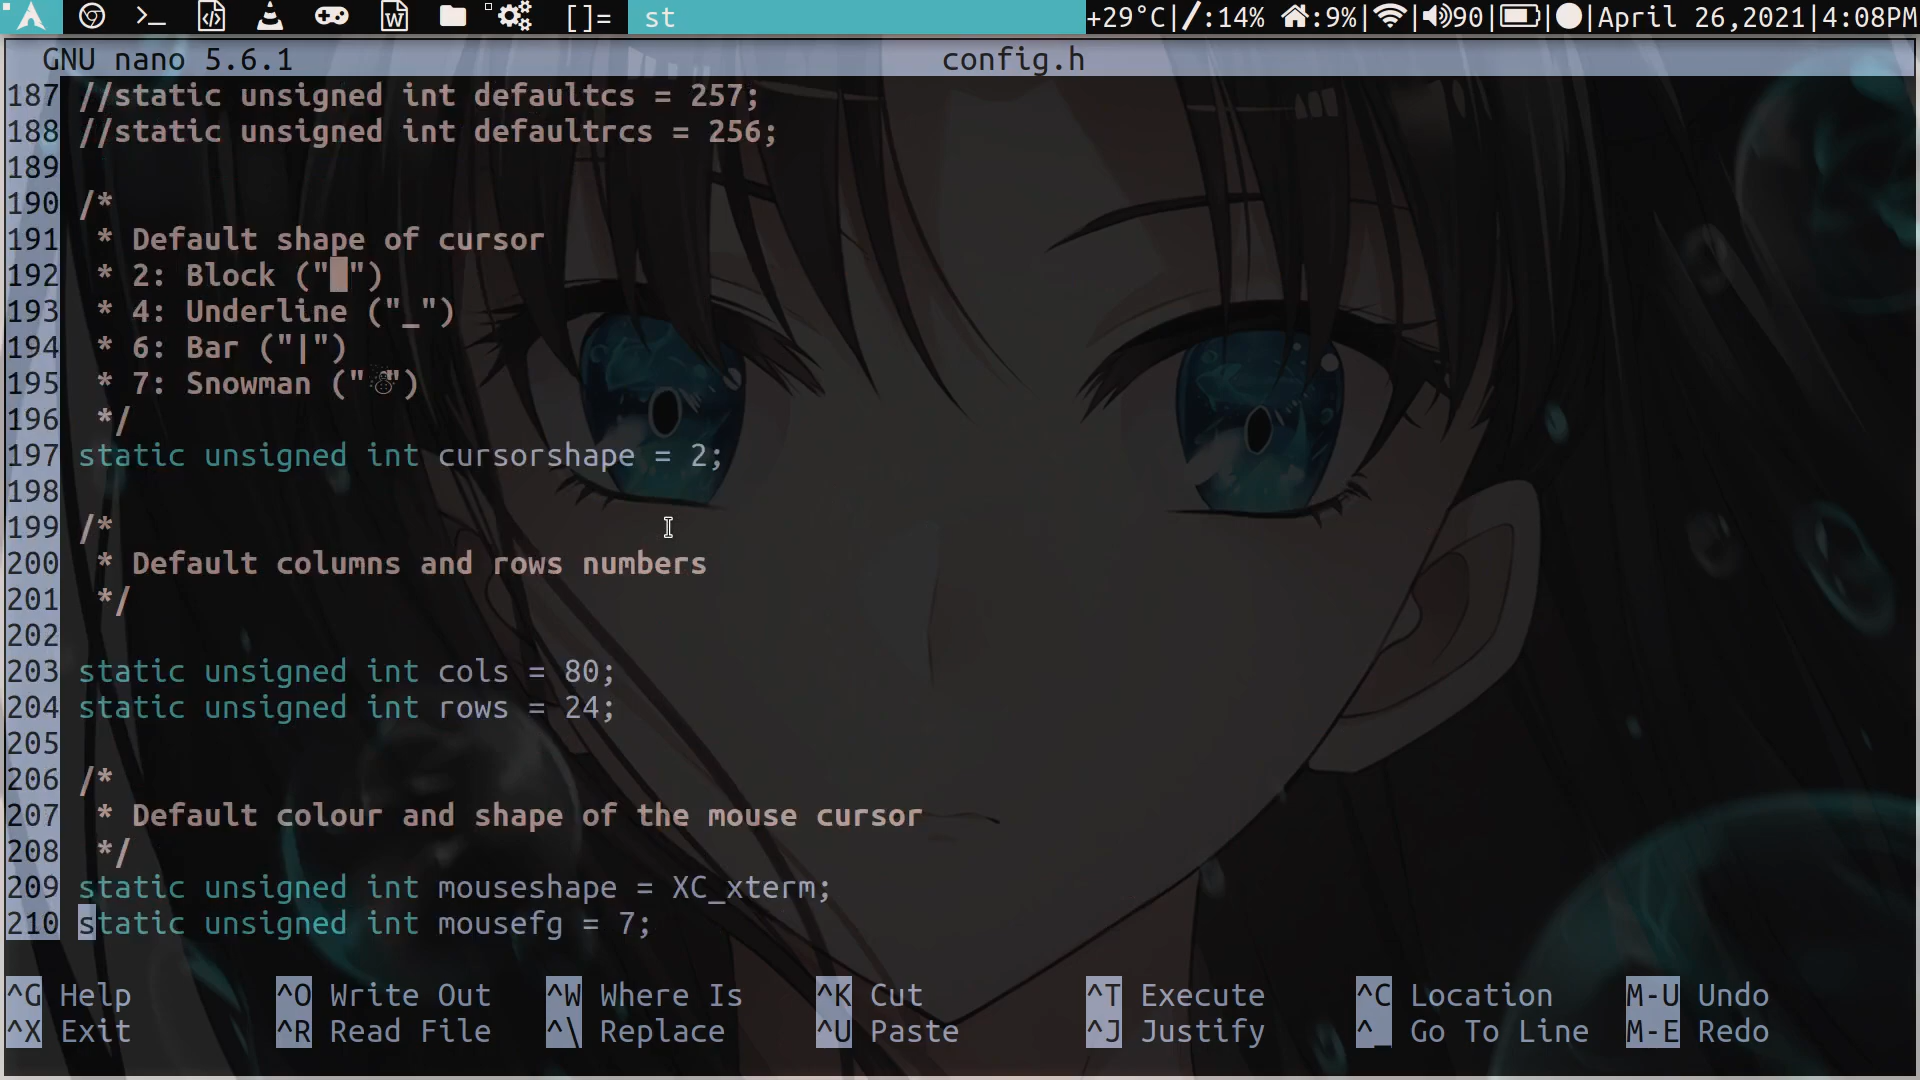 []= st +29°C|/:14% :9%| | 90| | |April 26,2021|4:08PM
GNU nano 5.6.1 config.h
187 //static unsigned int defaultcs = 257;
188 //static unsigned int defaultrcs = 256;
189
190 /*
191  * Default shape of cursor
192  * 2: Block ("█")
193  * 4: Underline ("_")
194  * 6: Bar ("|")
195  * 7: Snowman ("☃")
196  */
197 static unsigned int cursorshape = 2;
198
199 /*
200  * Default columns and rows numbers
201  */
202
203 static unsigned int cols = 80;
204 static unsigned int rows = 24;
205
206 /*
207  * Default colour and shape of the mouse cursor
208  */
209 static unsigned int mouseshape = XC_xterm;
210 static unsigned int mousefg = 7;
^G Help ^O Write Out ^W Where Is ^K Cut ^T Execute ^C Location M-U Undo
^X Exit ^R Read File ^\ Replace ^U Paste ^J Justify ^_ Go To Line M-E Redo